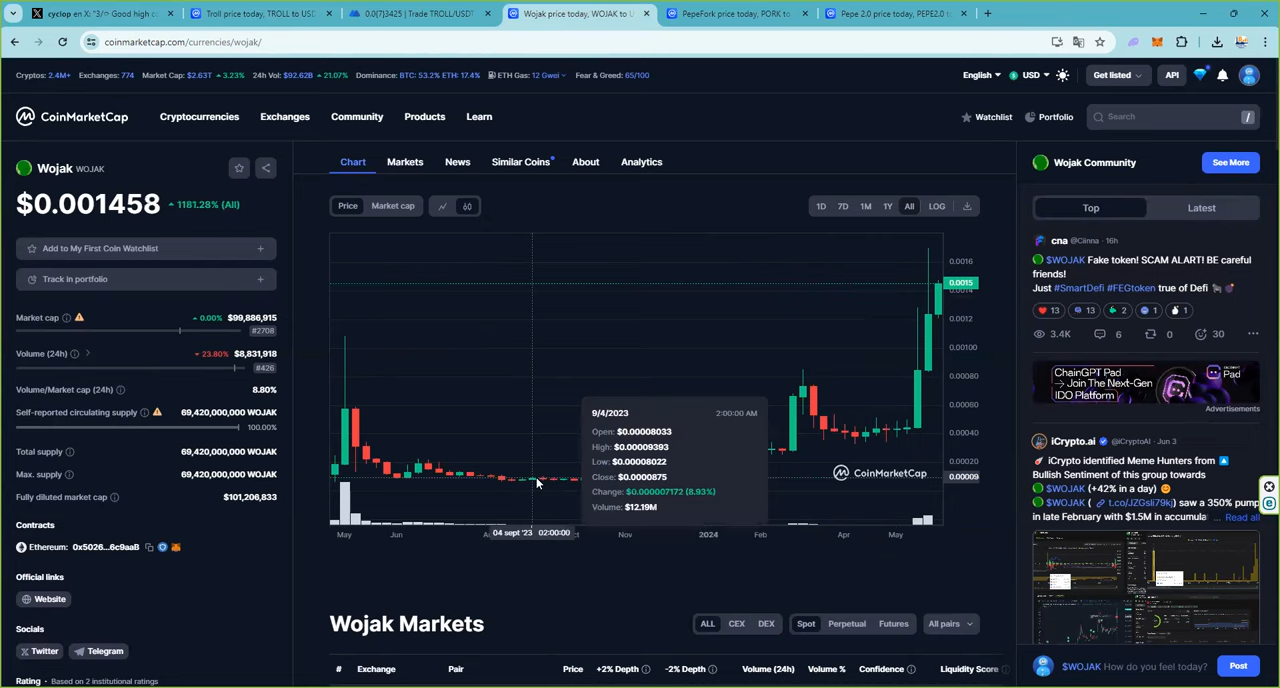 cyclop en X: "3/☞ Good high c
Troll price today, TROLL to USD
0.0{7}3425 | Trade TROLL/USDT
Wojak price today, WOJAK to U
PepeFork price today, PORK to
Pepe 2.0 price today, PEPE2.0 t
coinmarketcap.com/currencies/wojak/
Cryptos: 2.4M+ Exchanges: 774 Market Cap: $2.63T 3.23% 24h Vol: $92.62B 21.07% Dominance: BTC: 53.2% ETH: 17.4% ETH Gas: 12 Gwei Fear & Greed: 65/100
English USD Get listed API
CoinMarketCap Cryptocurrencies Exchanges Community Products Learn Watchlist Portfolio Search /
Wojak WOJAK
$0.001458 1181.28% (All)
Add to My First Coin Watchlist +
Track in portfolio +
Market cap 0.00% $99,886,915
#2708
Volume (24h) 23.80% $8,831,918
#426
Volume/Market cap (24h) 8.80%
Self-reported circulating supply 69,420,000,000 WOJAK
100.00%
Total supply 69,420,000,000 WOJAK
Max. supply 69,420,000,000 WOJAK
Fully diluted market cap $101,206,833
Contracts
Ethereum: 0x5026...6c9aaB
Official links
Website
Socials
Twitter Telegram
Rating · Based on 2 institutional ratings
Chart Markets News Similar Coins About Analytics
Price Market cap
1D 7D 1M 1Y All LOG
0.0016
0.0015
0.0014
0.0012
0.00100
0.00080
0.00060
0.00040
0.00020
0.00009
9/4/2023 2:00:00 AM
Open: $0.00008033
High: $0.00009393
Low: $0.00008022
Close: $0.0000875
Change: $0.000007172 (8.93%)
Volume: $12.19M
CoinMarketCap
May Jun Nov 2024 Feb Apr May
04 sept '23 02:00:00
Wojak Markets
ALL CEX DEX Spot Perpetual Futures All pairs
# Exchange Pair Price +2% Depth -2% Depth Volume (24h) Volume % Confidence Liquidity Score
Wojak Community See More
Top Latest
cna @Ciinna · 16h
$WOJAK Fake token! SCAM ALART! BE careful
friends!
Just #SmartDefi #FEGtoken true of Defi
13 13 2 1 1
3.4K 6 0 30
ChainGPT Pad
→ Join The Next-Gen
IDO Platform
Pad
Advertisements
iCrypto.ai @iCryptoAI · Jun 3
iCrypto identified Meme Hunters from
Bullish Sentiment of this group towards
$WOJAK (+42% in a day)
$WOJAK ( t.co/JZGsli79kj) saw a 350% pump
in late February with $1.5M in accumula ... Read all
$WOJAK How do you feel today? Post